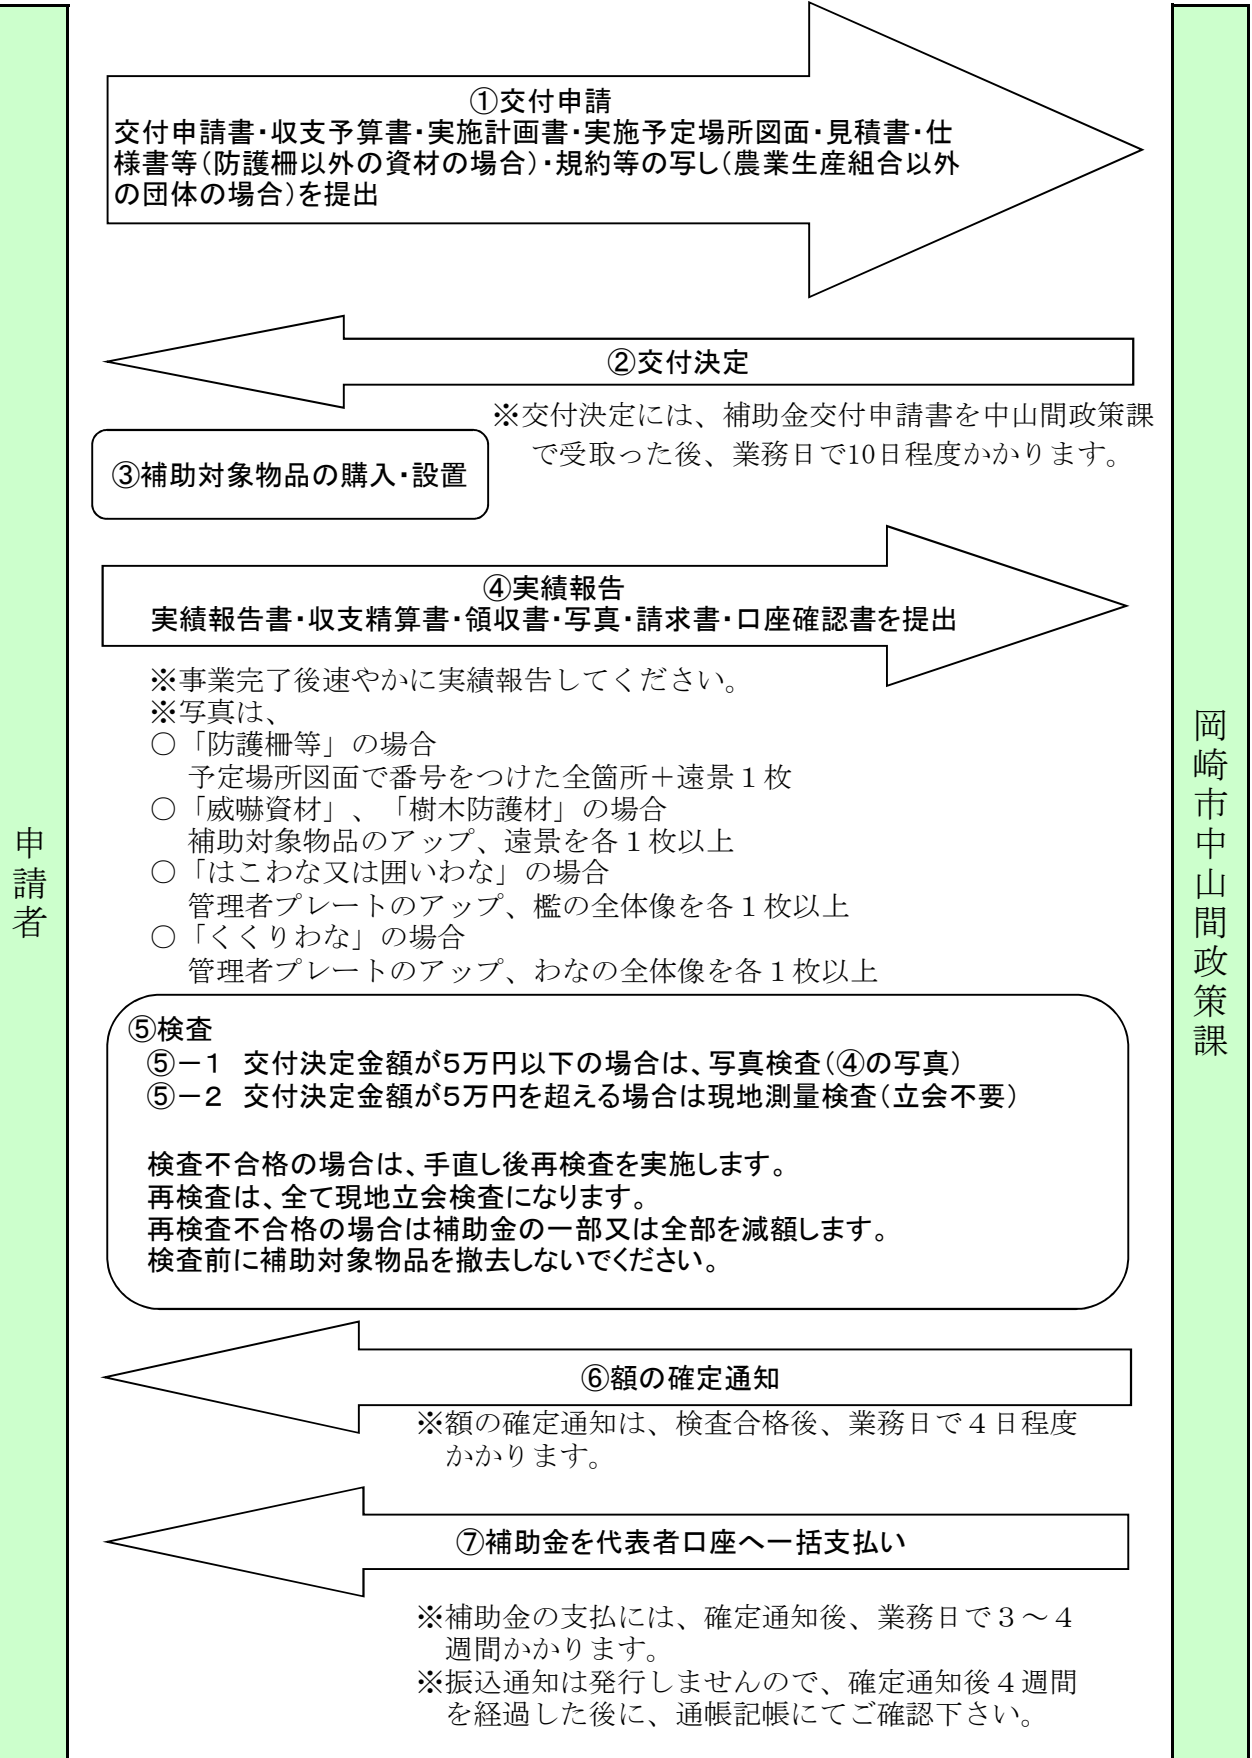 申請者
①交付申請
交付申請書・収支予算書・実施計画書・実施予定場所図面・見積書・仕
様書等(防護柵以外の資材の場合)・規約等の写し(農業生産組合以外
の団体の場合)を提出
②交付決定
※交付決定には、補助金交付申請書を中山間政策課
で受取った後、業務日で10日程度かかります。
③補助対象物品の購入・設置
④実績報告
実績報告書・収支精算書・領収書・写真・請求書・口座確認書を提出
※事業完了後速やかに実績報告してください。
※写真は、
○「防護柵等」の場合
予定場所図面で番号をつけた全箇所＋遠景１枚
○「威嚇資材」、「樹木防護材」の場合
補助対象物品のアップ、遠景を各１枚以上
○「はこわな又は囲いわな」の場合
管理者プレートのアップ、檻の全体像を各１枚以上
○「くくりわな」の場合
管理者プレートのアップ、わなの全体像を各１枚以上
⑤検査
⑤－１　交付決定金額が５万円以下の場合は、写真検査(④の写真)
⑤－２　交付決定金額が５万円を超える場合は現地測量検査(立会不要)
検査不合格の場合は、手直し後再検査を実施します。
再検査は、全て現地立会検査になります。
再検査不合格の場合は補助金の一部又は全部を減額します。
検査前に補助対象物品を撤去しないでください。
⑥額の確定通知
※額の確定通知は、検査合格後、業務日で４日程度
かかります。
⑦補助金を代表者口座へ一括支払い
※補助金の支払には、確定通知後、業務日で３～４
週間かかります。
※振込通知は発行しませんので、確定通知後４週間
を経過した後に、通帳記帳にてご確認下さい。
岡崎市中山間政策課